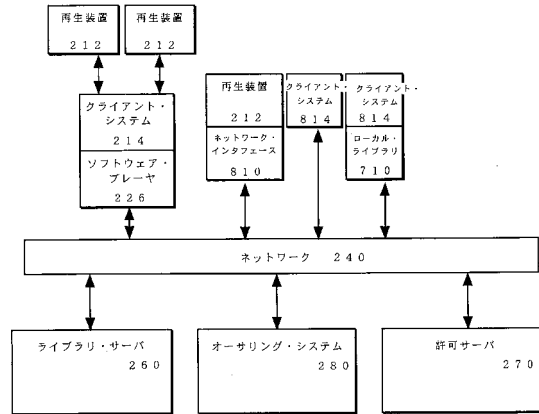 再生装置
212
再生装置
212
クライアント・
システム
214
ソフトウェア・
プレーヤ
226
再生装置
212
ネットワーク・
インタフェース
810
クライアント・
システム
814
クライアント・
システム
814
ローカル・
ライブラリ
710
ネットワーク 240
ライブラリ・サーバ
260
オーサリング・システム
280
許可サーバ
270